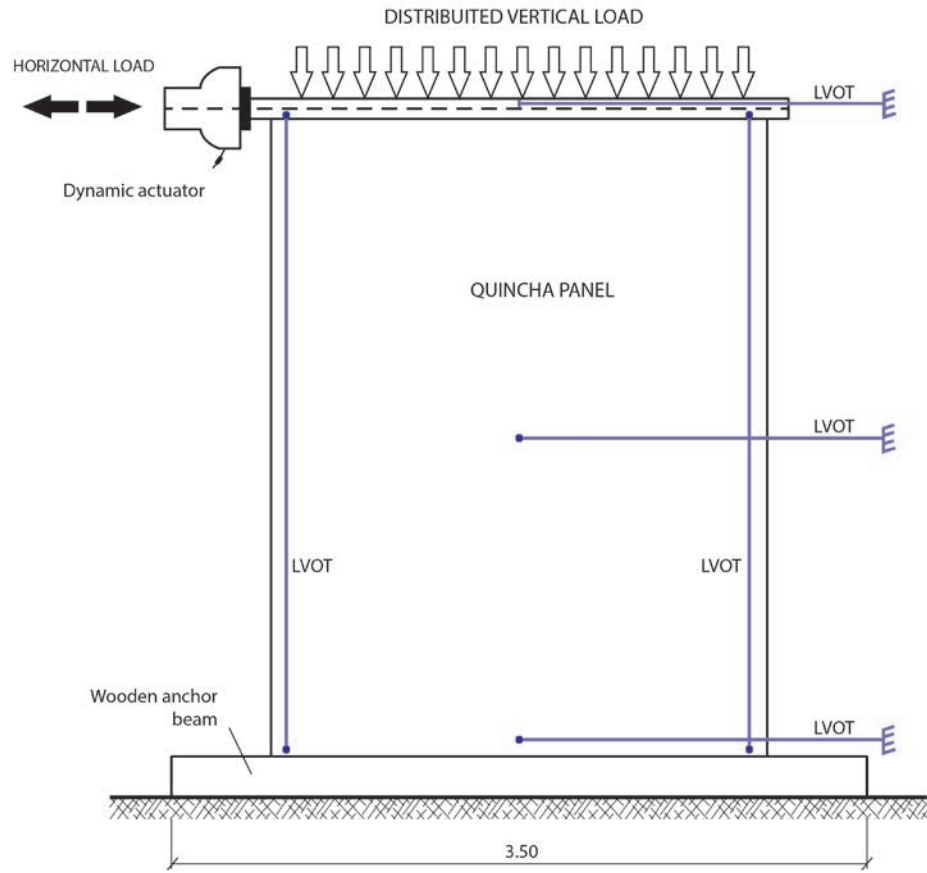 DISTRIBUITED VERTICAL LOAD
HORIZONTAL LOAD
LVOT
Dynamic actuator
QUINCHA PANEL
LVOT
LVOT
LVOT
Wooden anchor
beam
LVOT
3.50